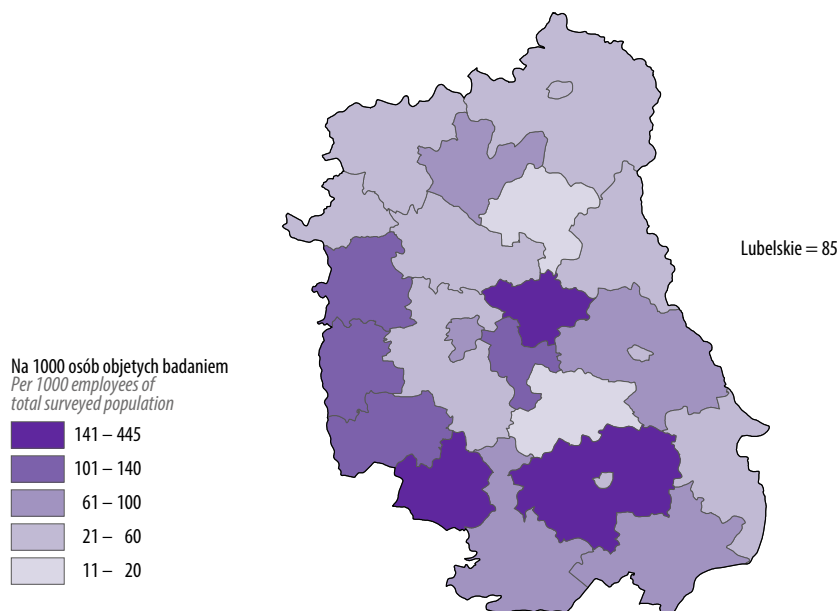 Lubelskie = 85
Na 1000 osób objetych badaniem
Per 1000 employees of
total surveyed population
141 – 445
101 – 140
61 – 100
21 – 60
11 – 20